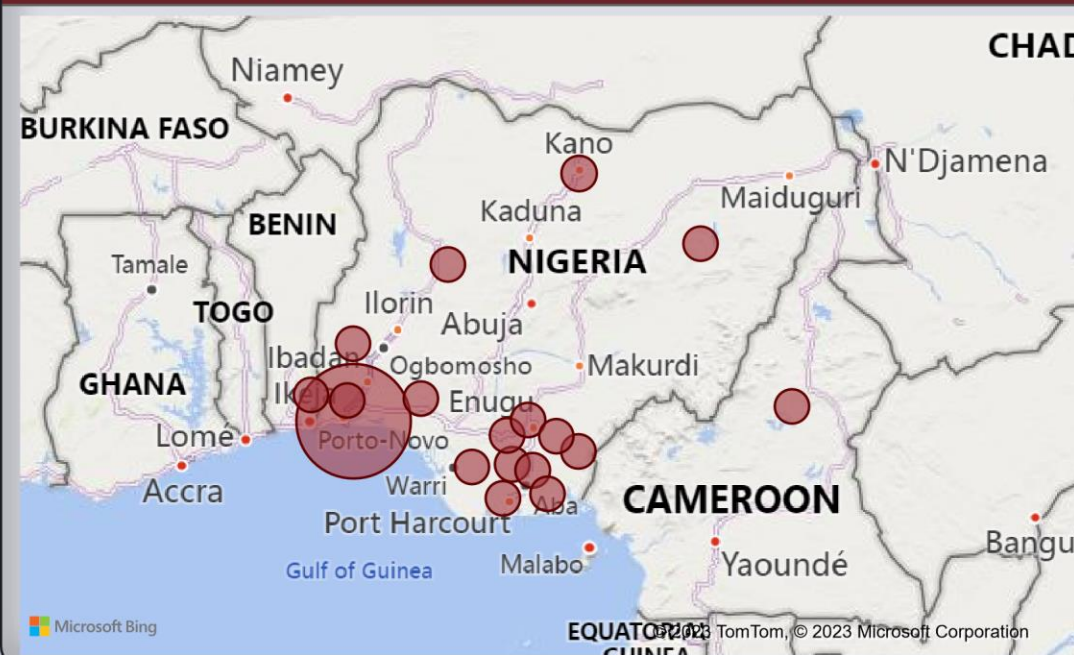 CHAD
Niamey
BURKINA FASO
Kano
N'Djamena
Maiduguri
Kaduna
BENIN
NIGERIA
Tamale
Ilorin
TOGO
Abuja
Ibadan
Ogbomosho
Makurdi
GHANA
Ikeja
Enugu
Lome
Porto-Novo
Warri
Accra
Aba
CAMEROON
Port Harcourt
Bangu
Malabo
Yaoundé
Gulf of Guinea
Microsoft Bing
EQUATORIAL
© 2023 TomTom, © 2023 Microsoft Corporation
GUINEA